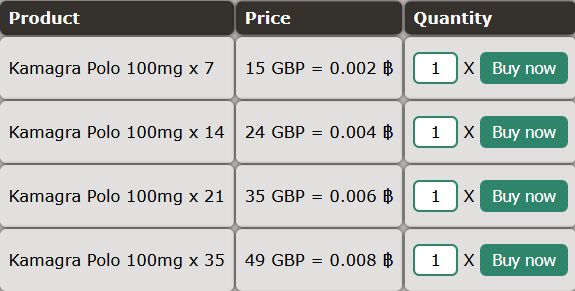 Product Price Quantity
Kamagra Polo 100mg x 7 15 GBP = 0.002 ฿ 1 X Buy now
Kamagra Polo 100mg x 14 24 GBP = 0.004 ฿ 1 X Buy now
Kamagra Polo 100mg x 21 35 GBP = 0.006 ฿ 1 X Buy now
Kamagra Polo 100mg x 35 49 GBP = 0.008 ฿ 1 X Buy now